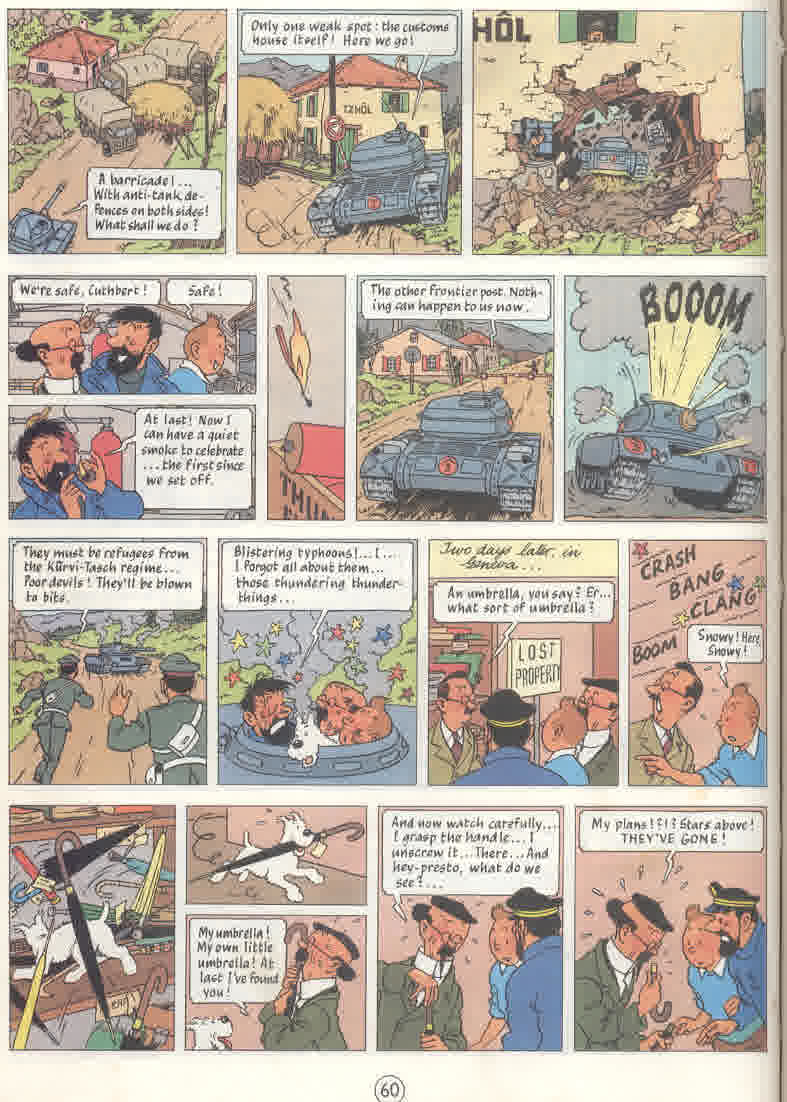 A barricade!...
With anti-tank de-
fences on both sides!
What shall we do?
Only one weak spot: the customs
house itself! Here we go!
TZHÔL
HÔL
We're safe, Cuthbert!
Safe!
At last! Now I
can have a quiet
smoke to celebrate
...the first since
we set off.
THUN
The other frontier post. Noth-
ing can happen to us now.
BOOOM
They must be refugees from
the Kûrvi-Tasch regime...
Poor devils! They'll be blown
to bits.
Blistering typhoons!...I....
I forgot all about them...
those thundering thunder-
things...
Two days later, in
Geneva...
An umbrella, you say? Er...
what sort of umbrella?
LOST
PROPERTY
CRASH
BANG
CLANG
BOOM
Snowy! Here,
Snowy!
My umbrella!
My own little
umbrella! At
last I've found
you!
And now watch carefully....
I grasp the handle...I
unscrew it...There...And
hey-presto, what do we
see?...
My plans!?!? Stars above!
THEY'VE GONE!
60